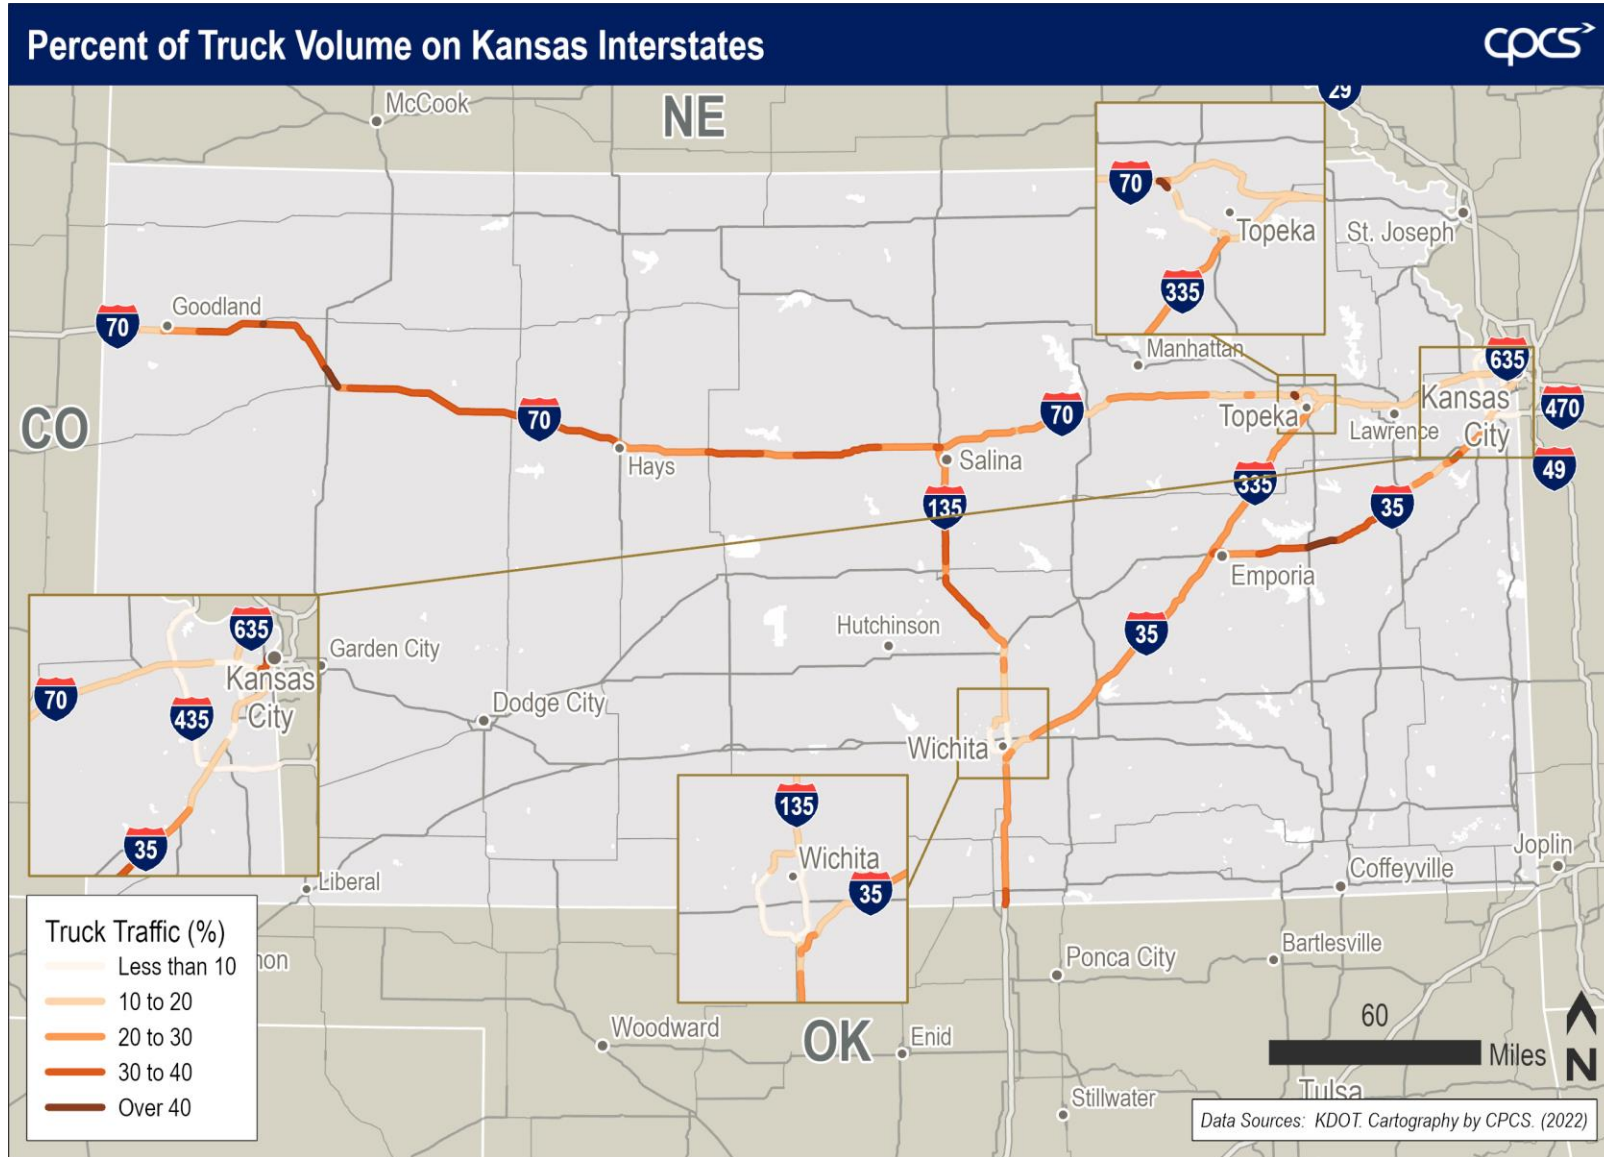 Percent of Truck Volume on Kansas Interstates
cpcs
29
McCook
NE
70
Topeka
335
St. Joseph
Goodland
70
Manhattan
635
CO
70
70
Topeka
Lawrence
Kansas
City
470
Hays
Salina
335
49
135
35
Emporia
635
Hutchinson
35
Garden City
Kansas
City
70
435
Dodge City
Wichita
135
Wichita
35
35
Liberal
Coffeyville
Joplin
Truck Traffic (%)
Less than 10
10 to 20
20 to 30
30 to 40
Over 40
non
Ponca City
Bartlesville
Woodward
OK
Enid
60
Miles
N
Stillwater
Tulsa
Data Sources: KDOT. Cartography by CPCS. (2022)